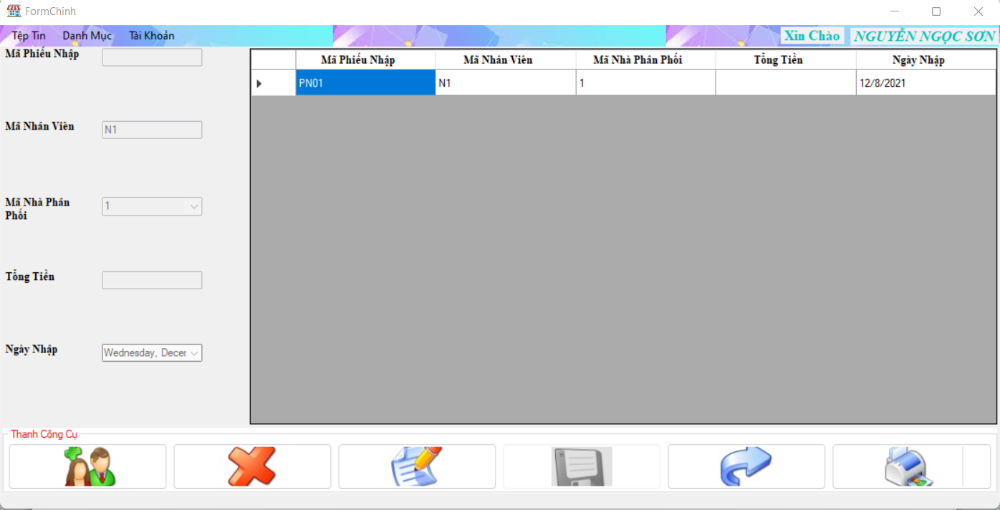 FormChinh
Tệp Tin Danh Mục Tài Khoản Xin Chào NGUYỄN NGỌC SƠN
Mã Phiếu Nhập
Mã Nhân Viên N1
Mã Nhà Phân
Phối
1
Tổng Tiền
Ngày Nhập Wednesday, Decer
Mã Phiếu Nhập Mã Nhân Viên Mã Nhà Phân Phối Tổng Tiền Ngày Nhập
PN01 N1 1 12/8/2021
Thanh Công Cụ